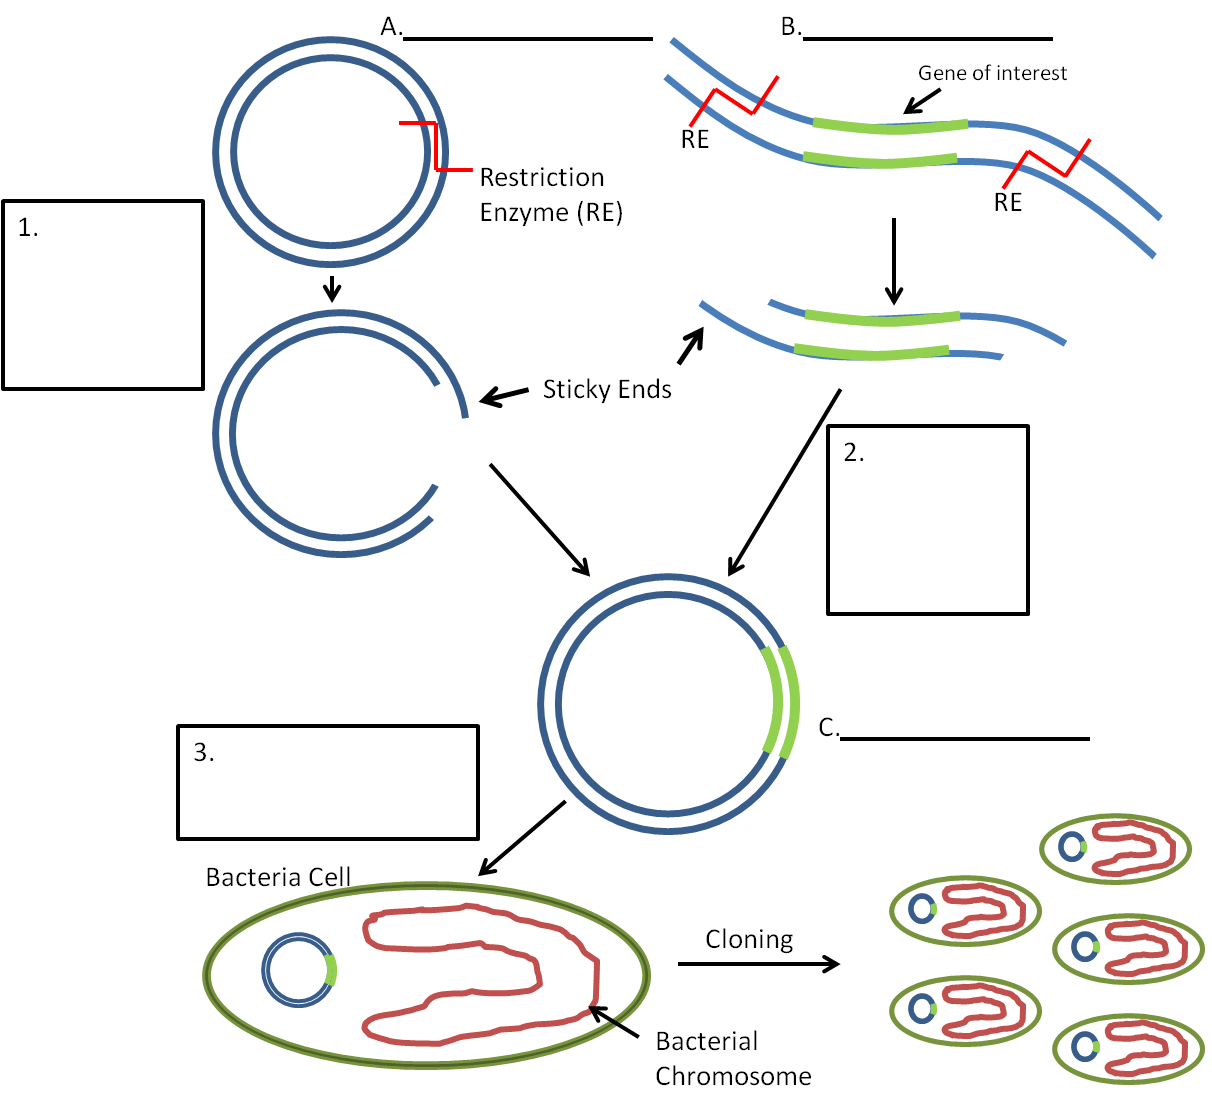 A.
B.
Gene of interest
RE
Restriction
Enzyme (RE)
RE
1.
Sticky Ends
2.
C.
3.
Bacteria Cell
Cloning
Bacterial
Chromosome